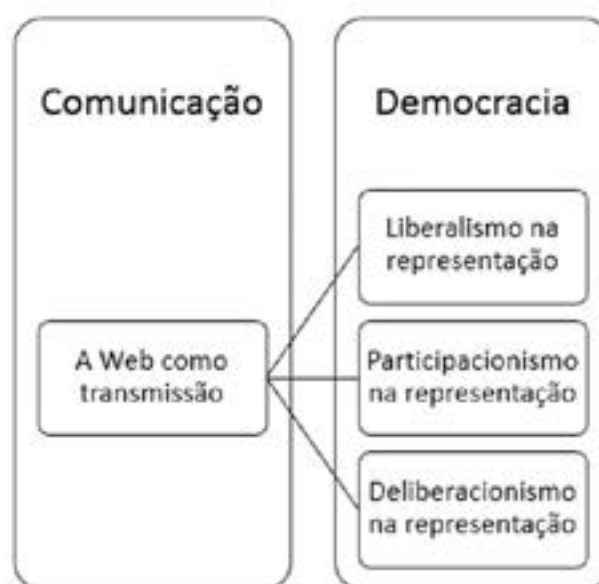 Comunicação
A Web como
transmissão
Democracia
Liberalismo na
representação
Participacionismo
na representação
Deliberacionismo
na representação